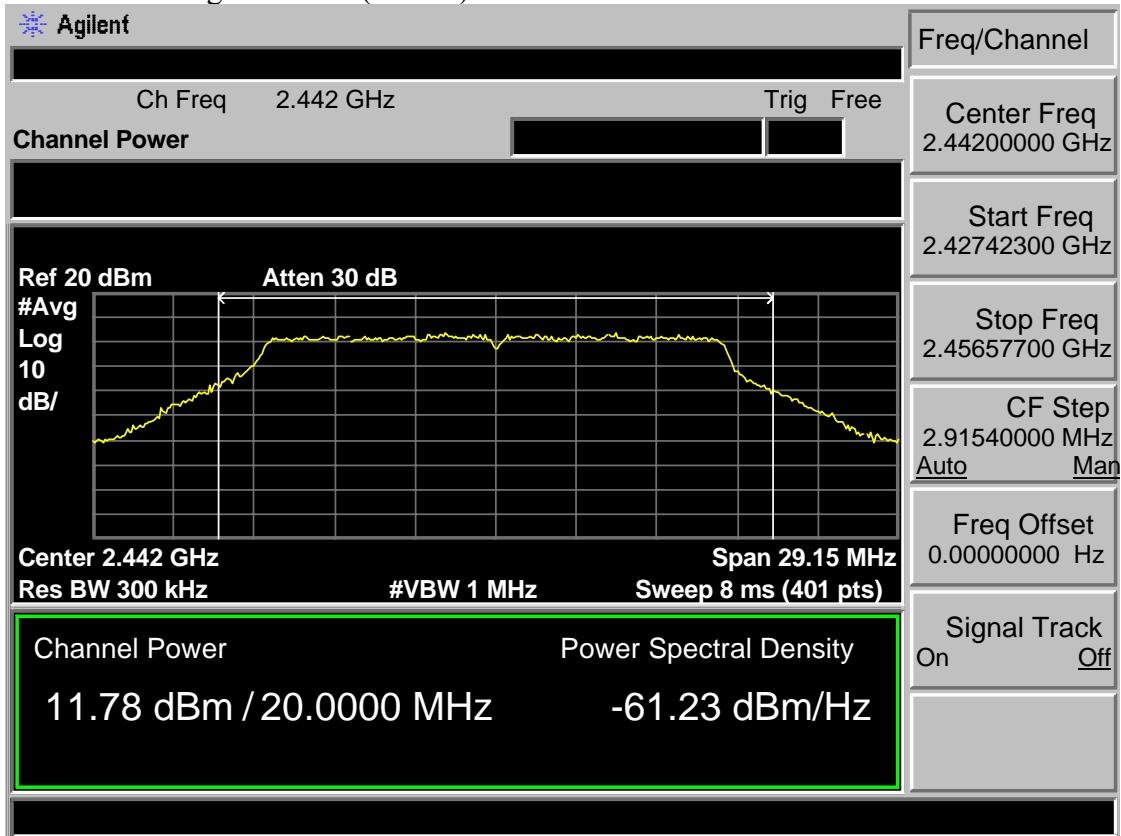 Agilent
Freq/Channel
Ch Freq 2.442 GHz Trig Free
Channel Power
Center Freq
2.44200000 GHz
Start Freq
2.42742300 GHz
Stop Freq
2.45657700 GHz
CF Step
2.91540000 MHz
Auto Man
Freq Offset
0.00000000 Hz
Signal Track
On Off
Ref 20 dBm Atten 30 dB
#Avg
Log
10
dB/
Center 2.442 GHz Span 29.15 MHz
Res BW 300 kHz #VBW 1 MHz Sweep 8 ms (401 pts)
Channel Power Power Spectral Density
11.78 dBm / 20.0000 MHz -61.23 dBm/Hz